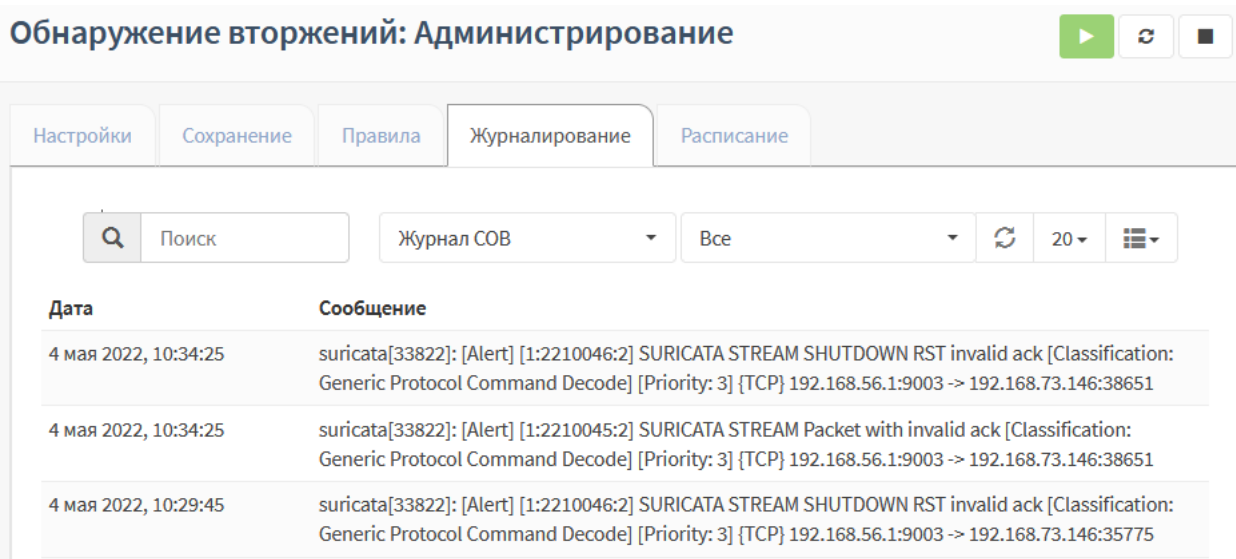 Обнаружение вторжений: Администрирование
Настройки Сохранение Правила Журналирование Расписание
Поиск Журнал СОВ Все 20
Дата Сообщение
4 мая 2022, 10:34:25 suricata[33822]: [Alert] [1:2210046:2] SURICATA STREAM SHUTDOWN RST invalid ack [Classification:
Generic Protocol Command Decode] [Priority: 3] {TCP} 192.168.56.1:9003 -> 192.168.73.146:38651
4 мая 2022, 10:34:25 suricata[33822]: [Alert] [1:2210045:2] SURICATA STREAM Packet with invalid ack [Classification:
Generic Protocol Command Decode] [Priority: 3] {TCP} 192.168.56.1:9003 -> 192.168.73.146:38651
4 мая 2022, 10:29:45 suricata[33822]: [Alert] [1:2210046:2] SURICATA STREAM SHUTDOWN RST invalid ack [Classification:
Generic Protocol Command Decode] [Priority: 3] {TCP} 192.168.56.1:9003 -> 192.168.73.146:35775